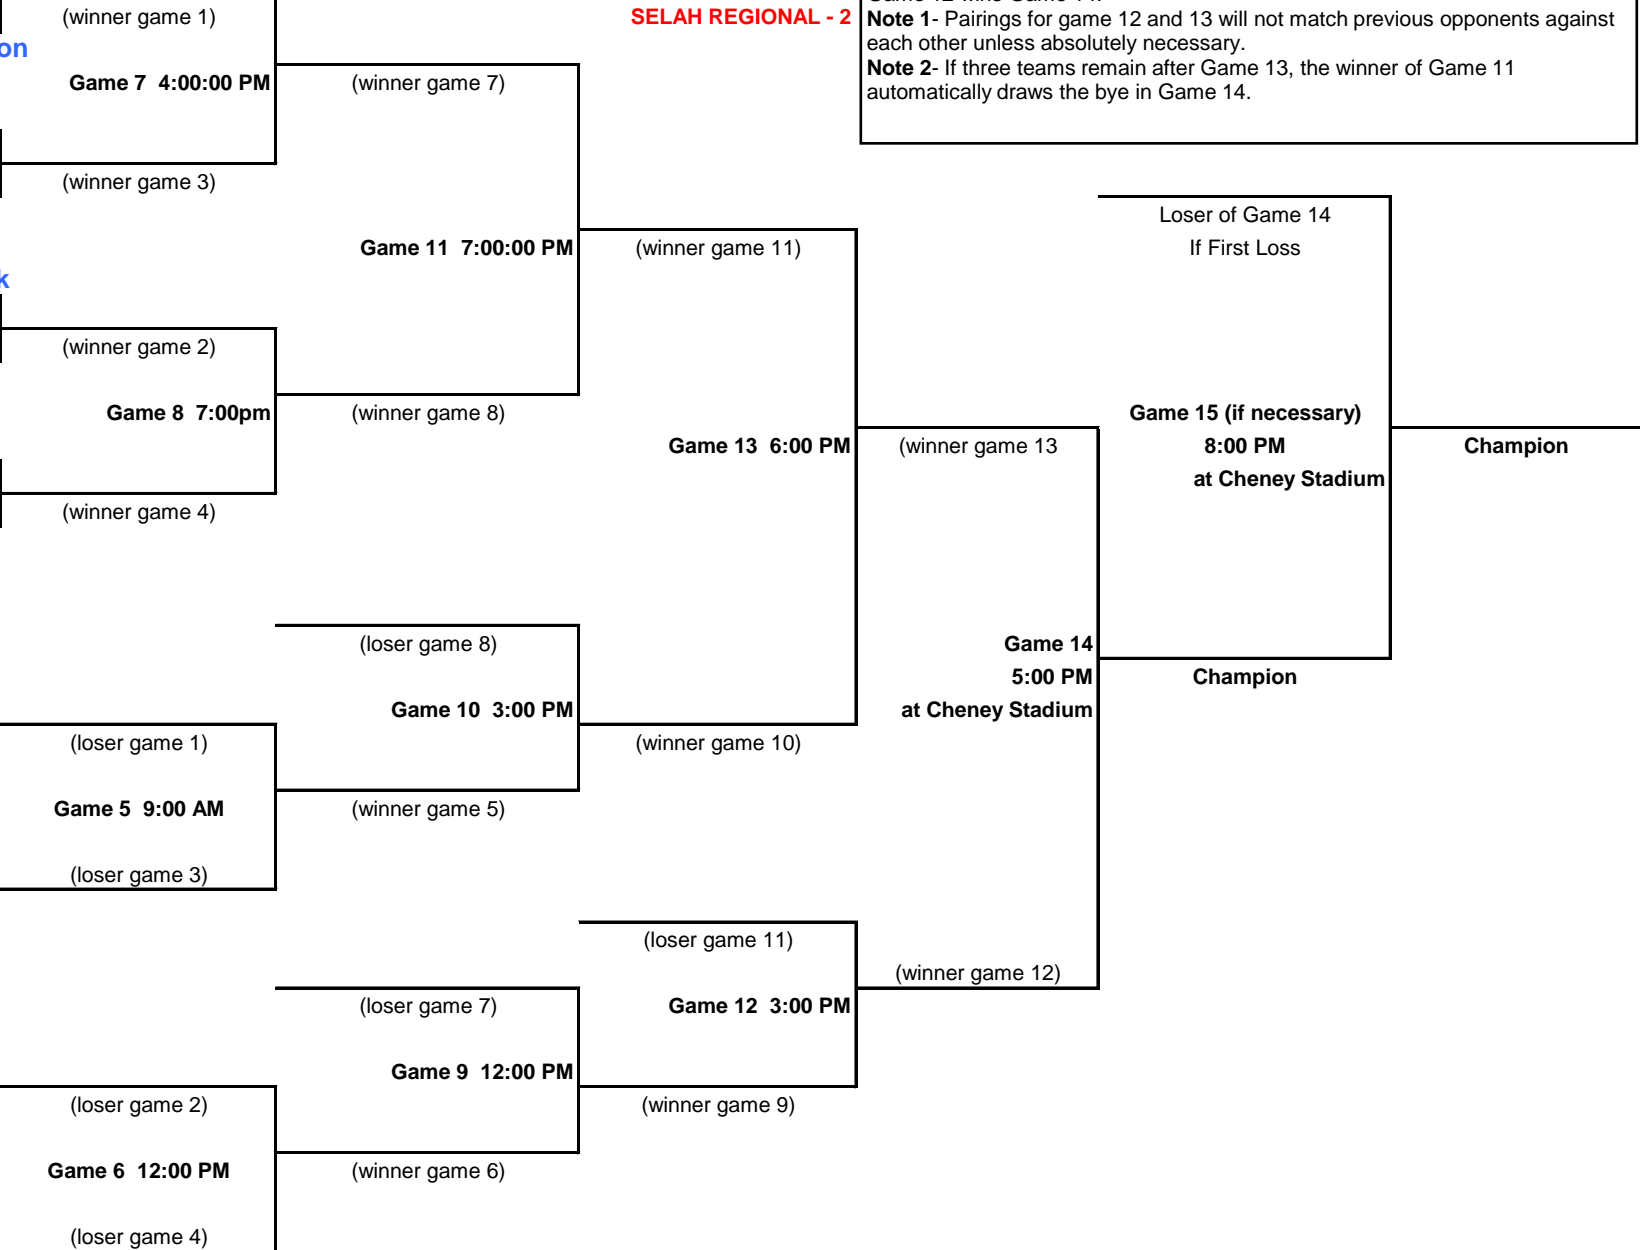 (winner game 1)
SELAH REGIONAL - 2
Note 1- Pairings for game 12 and 13 will not match previous opponents against
each other unless absolutely necessary.
Note 2- If three teams remain after Game 13, the winner of Game 11
automatically draws the bye in Game 14.
on
Game 7 4:00:00 PM
(winner game 7)
(winner game 3)
Loser of Game 14
If First Loss
Game 11 7:00:00 PM
(winner game 11)
k
(winner game 2)
Game 8 7:00pm
(winner game 8)
Game 15 (if necessary)
8:00 PM
at Cheney Stadium
Game 13 6:00 PM
(winner game 13
Champion
(winner game 4)
(loser game 8)
Game 14
5:00 PM
at Cheney Stadium
Champion
Game 10 3:00 PM
(loser game 1)
(winner game 10)
Game 5 9:00 AM
(winner game 5)
(loser game 3)
(loser game 11)
(winner game 12)
(loser game 7)
Game 12 3:00 PM
Game 9 12:00 PM
(loser game 2)
(winner game 9)
Game 6 12:00 PM
(winner game 6)
(loser game 4)